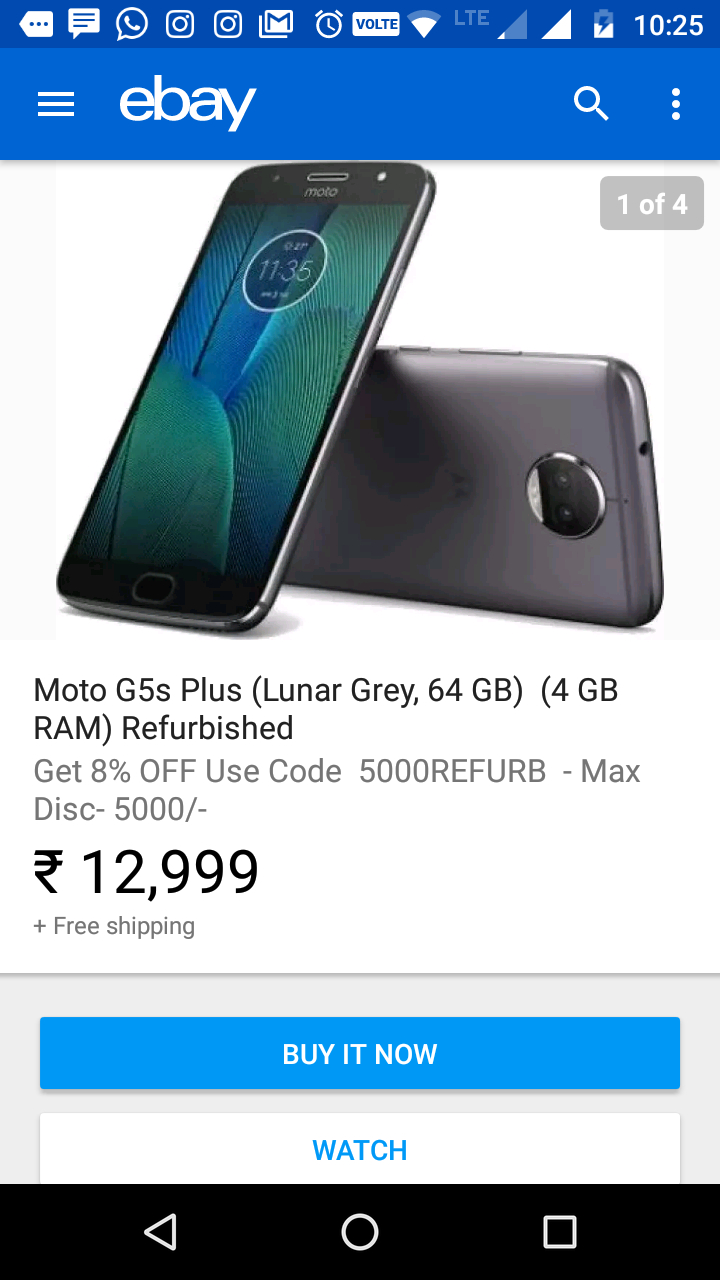 VOLTE LTE 10:25
ebay
moto
1 of 4
11:35
Moto G5s Plus (Lunar Grey, 64 GB)  (4 GB
RAM) Refurbished
Get 8% OFF Use Code  5000REFURB  - Max
Disc- 5000/-
₹ 12,999
+ Free shipping
BUY IT NOW
WATCH